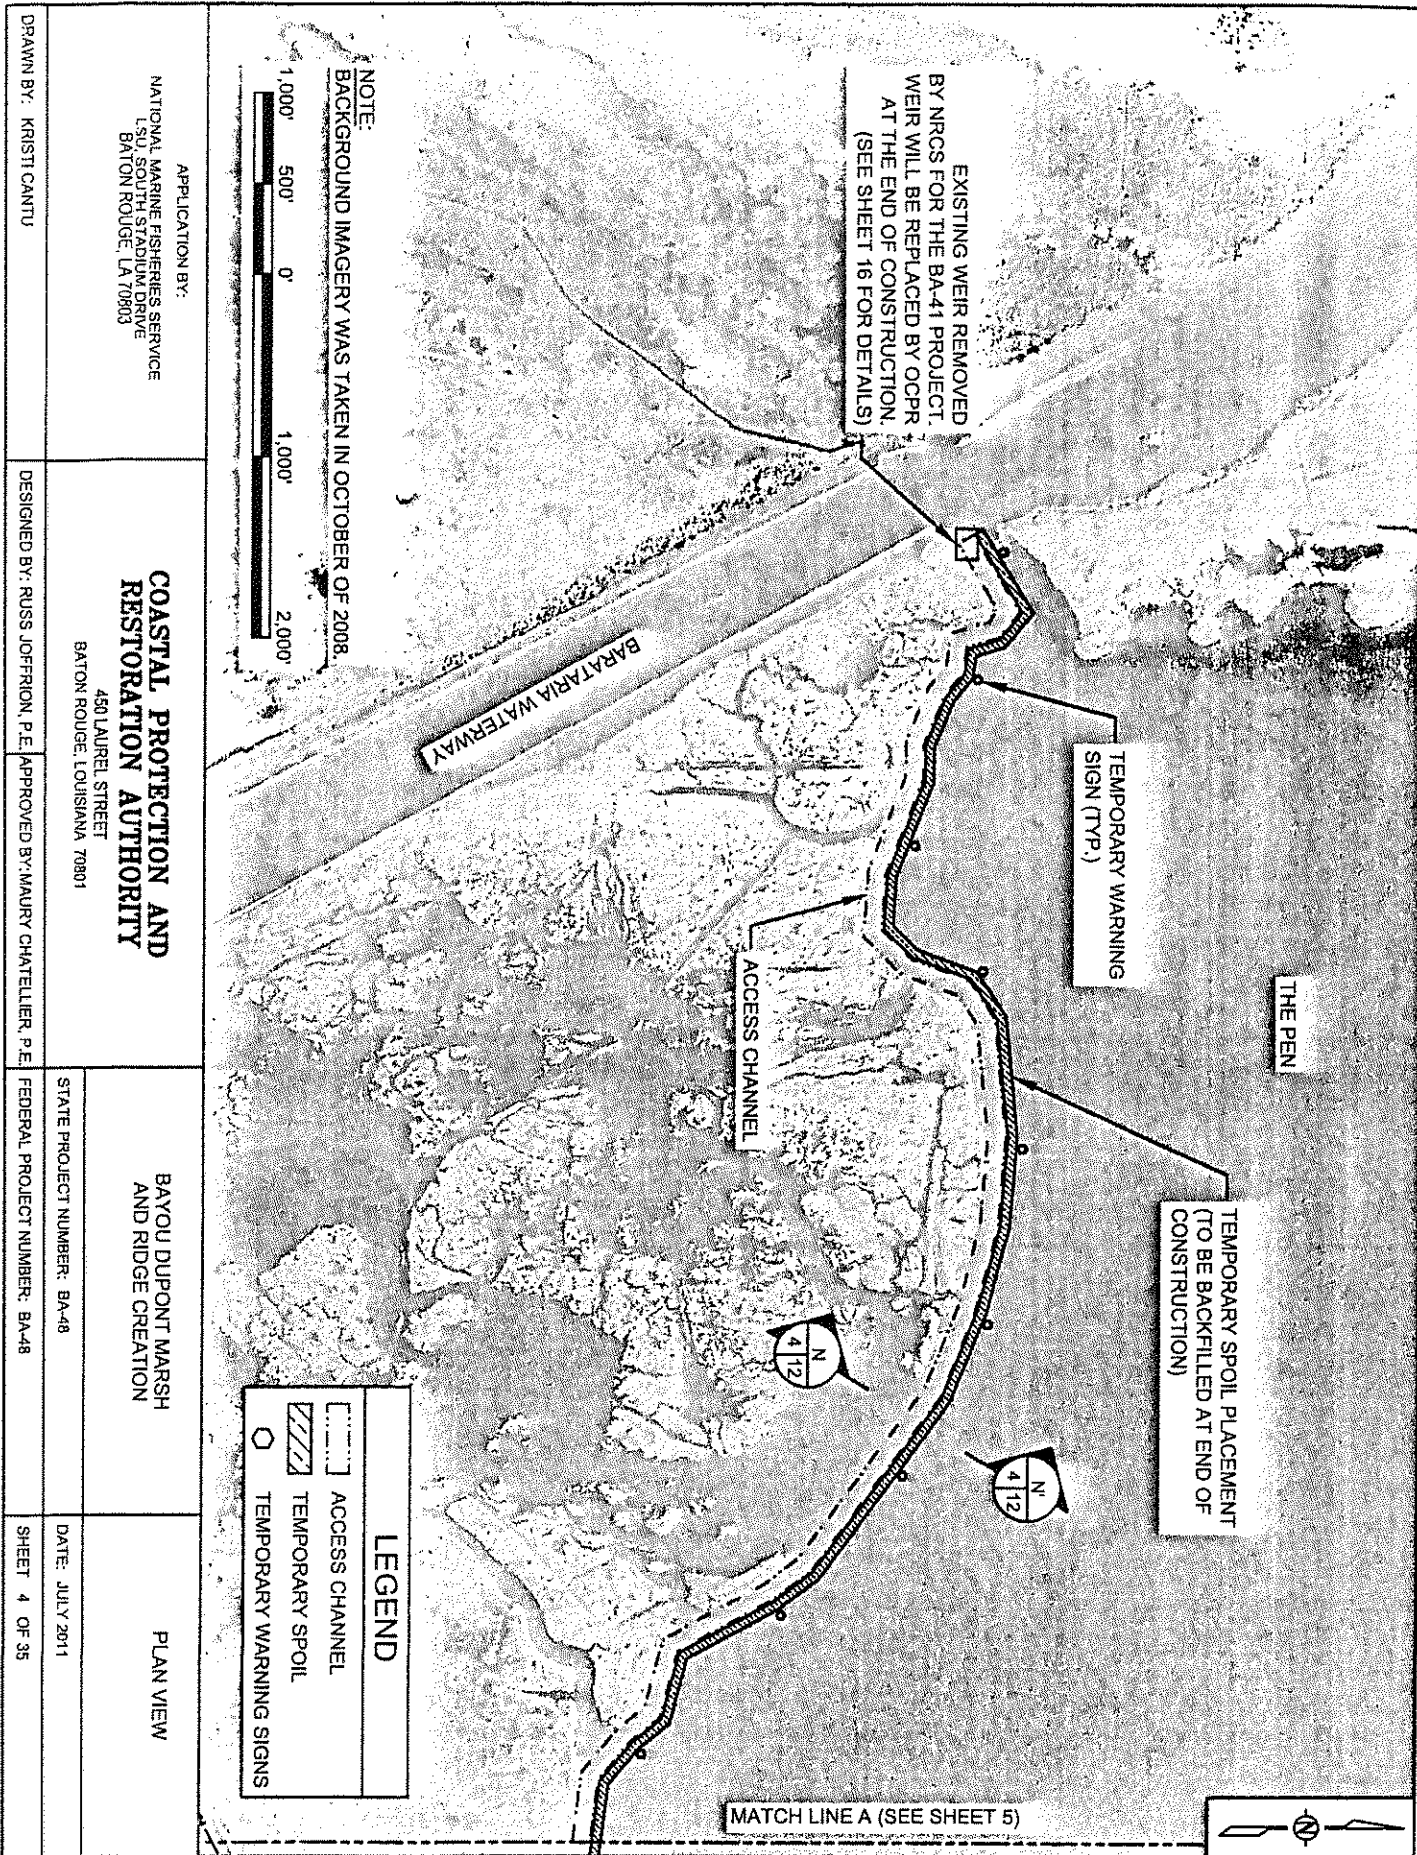 THE PEN
TEMPORARY SPOIL PLACEMENT
(TO BE BACKFILLED AT END OF
CONSTRUCTION)
TEMPORARY WARNING
SIGN (TYP.)
EXISTING WEIR REMOVED
BY NRCS FOR THE BA-41 PROJECT.
WEIR WILL BE REPLACED BY OCPR
AT THE END OF CONSTRUCTION.
(SEE SHEET 16 FOR DETAILS)
N'
4 12
N
4 12
ACCESS CHANNEL
BARATARIA WATERWAY
MATCH LINE A (SEE SHEET 5)
N
NOTE:
BACKGROUND IMAGERY WAS TAKEN IN OCTOBER OF 2008.
1,000' 500' 0' 1,000' 2,000'
LEGEND
ACCESS CHANNEL
TEMPORARY SPOIL
TEMPORARY WARNING SIGNS
APPLICATION BY:
NATIONAL MARINE FISHERIES SERVICE
LSU, SOUTH STADIUM DRIVE
BATON ROUGE, LA 70803
DRAWN BY: KRISTI CANTU
COASTAL PROTECTION AND
RESTORATION AUTHORITY
450 LAUREL STREET
BATON ROUGE, LOUISIANA 70801
DESIGNED BY: RUSS JOFFRION, P.E.
APPROVED BY: MAURY CHATELLIER, P.E.
BAYOU DUPONT MARSH
AND RIDGE CREATION
STATE PROJECT NUMBER: BA-48
FEDERAL PROJECT NUMBER: BA-48
PLAN VIEW
DATE: JULY 2011
SHEET 4 OF 35